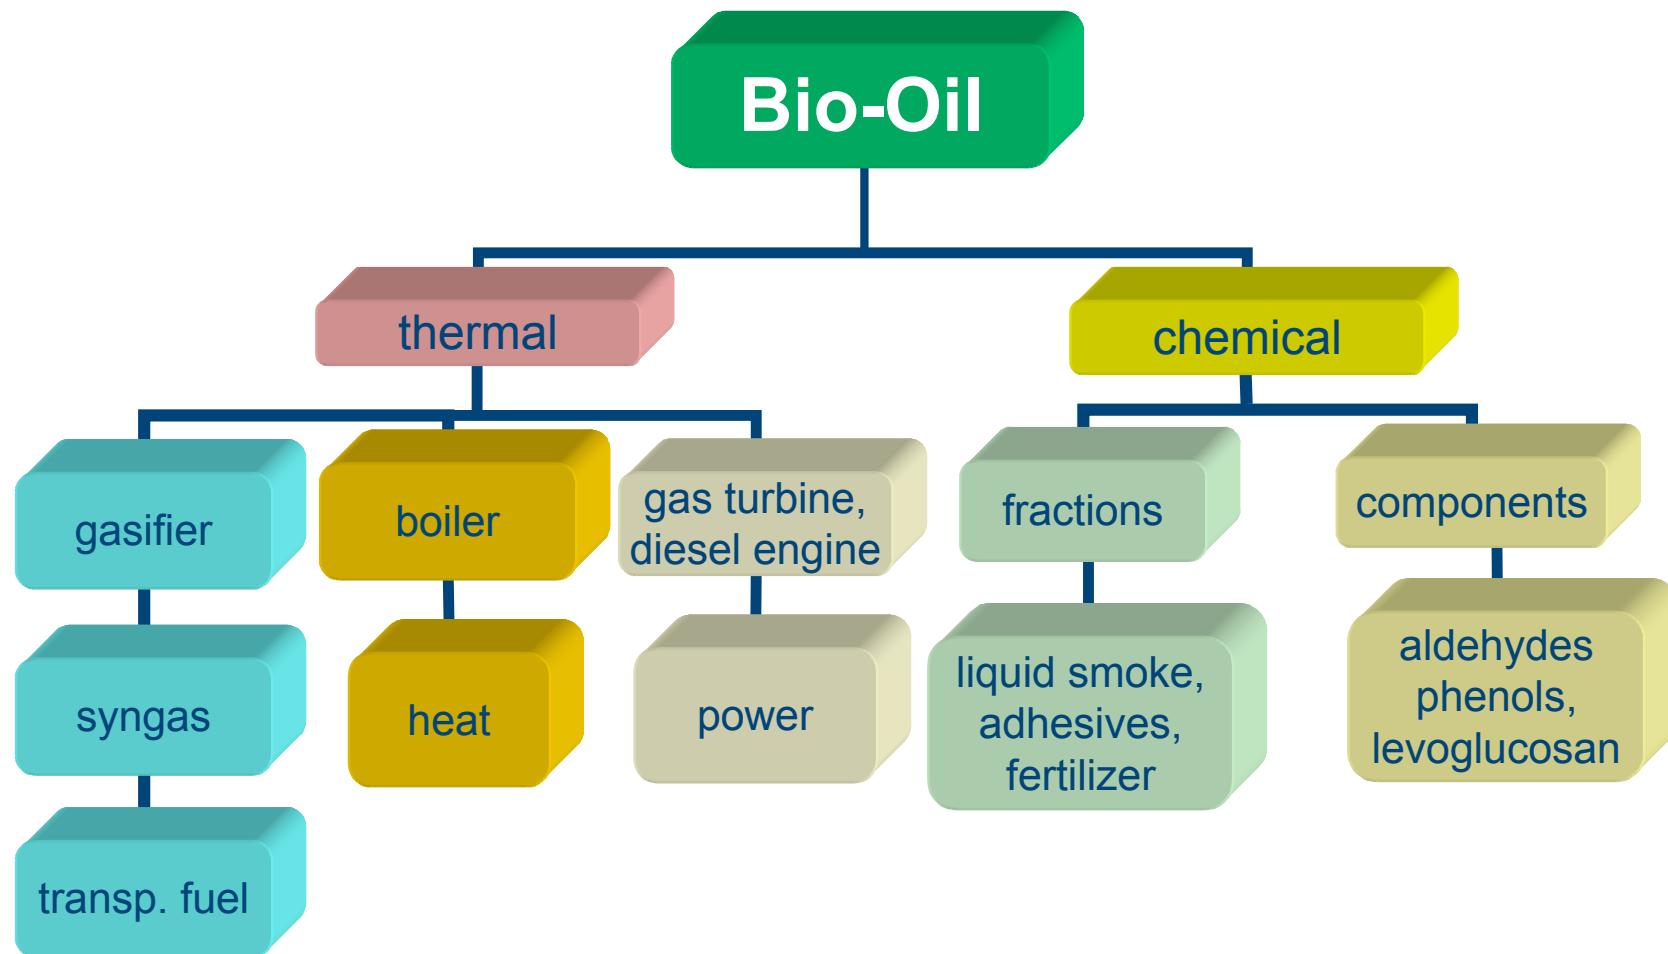 Bio-Oil
thermal
chemical
gasifier
boiler
gas turbine,
diesel engine
fractions
components
syngas
heat
power
liquid smoke,
adhesives,
fertilizer
aldehydes
phenols,
levoglucosan
transp. fuel